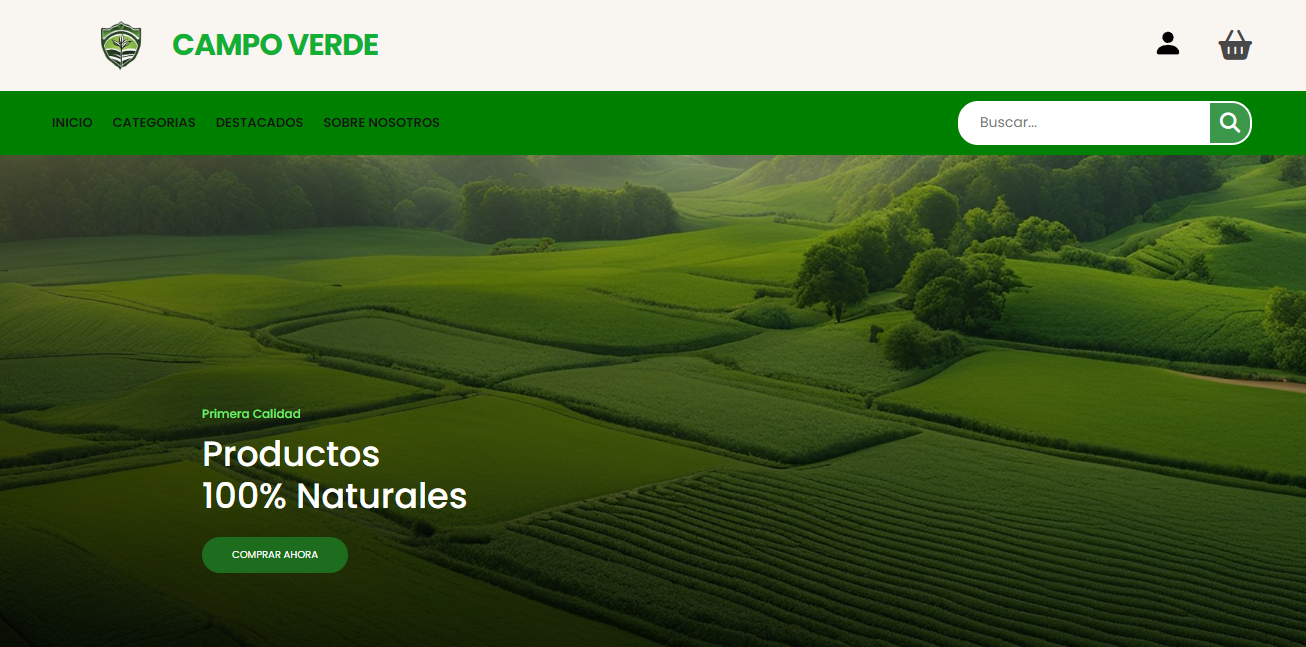 CAMPO VERDE
INICIO CATEGORIAS DESTACADOS SOBRE NOSOTROS
Buscar...
Primera Calidad
Productos
100% Naturales
COMPRAR AHORA